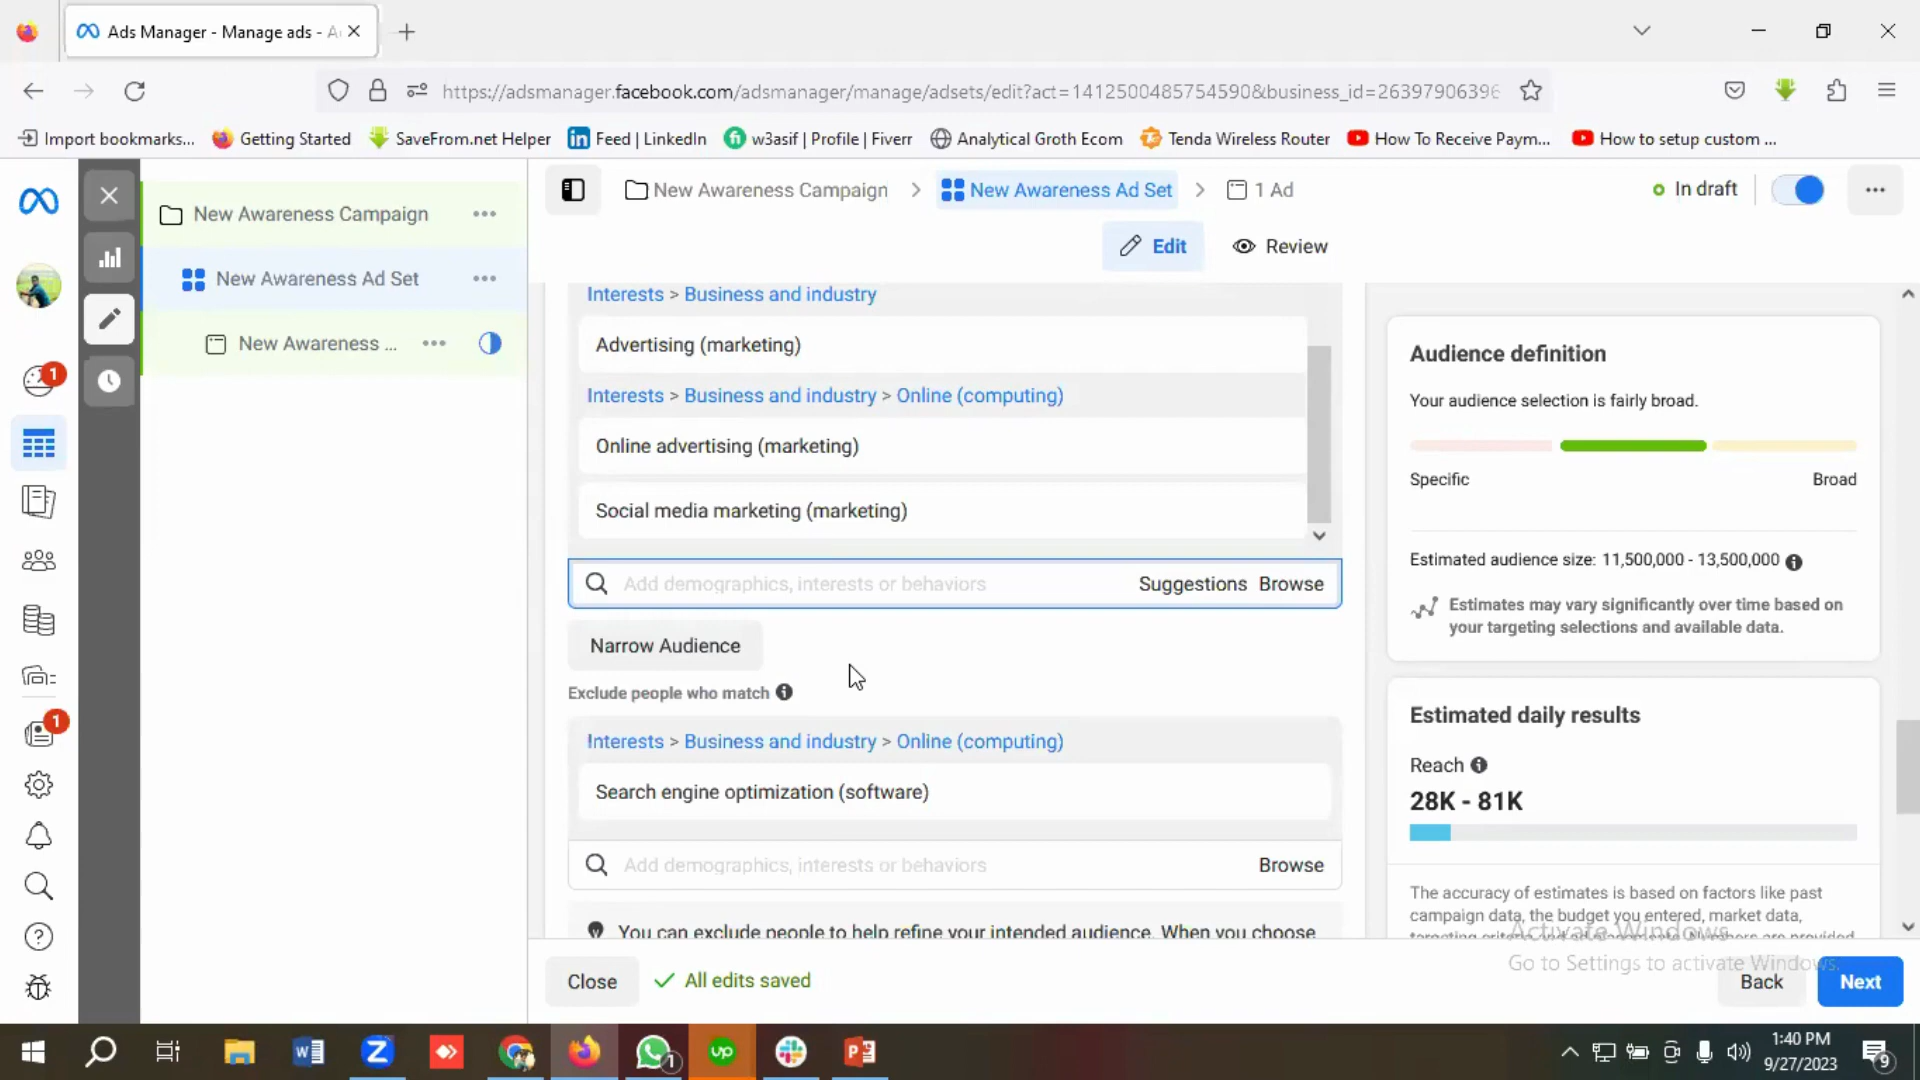 Ads Manager - Manage ads - Ac
https://adsmanager.facebook.com/adsmanager/manage/adsets/edit?act=1412500485754590&business_id=26397906396
Import bookmarks...
Getting Started
SaveFrom.net Helper
Feed | LinkedIn
w3asif | Profile | Fiverr
Analytical Groth Ecom
Tenda Wireless Router
How To Receive Paym...
How to setup custom ...
New Awareness Campaign
New Awareness Ad Set
New Awareness ...
New Awareness Campaign > New Awareness Ad Set > 1 Ad
In draft
Edit
Review
Interests > Business and industry
Advertising (marketing)
Interests > Business and industry > Online (computing)
Online advertising (marketing)
Social media marketing (marketing)
Add demographics, interests or behaviors
Suggestions
Browse
Narrow Audience
Exclude people who match
Interests > Business and industry > Online (computing)
Search engine optimization (software)
Add demographics, interests or behaviors
Browse
You can exclude people to help refine your intended audience. When you choose
Audience definition
Your audience selection is fairly broad.
Specific
Broad
Estimated audience size: 11,500,000 - 13,500,000
Estimates may vary significantly over time based on
your targeting selections and available data.
Estimated daily results
Reach
28K - 81K
The accuracy of estimates is based on factors like past
campaign data, the budget you entered, market data,
Activate Windows
Go to Settings to activate Windows.
Close
All edits saved
Back
Next
1
1
W
Z
1
up
P
1:40 PM
9/27/2023
9